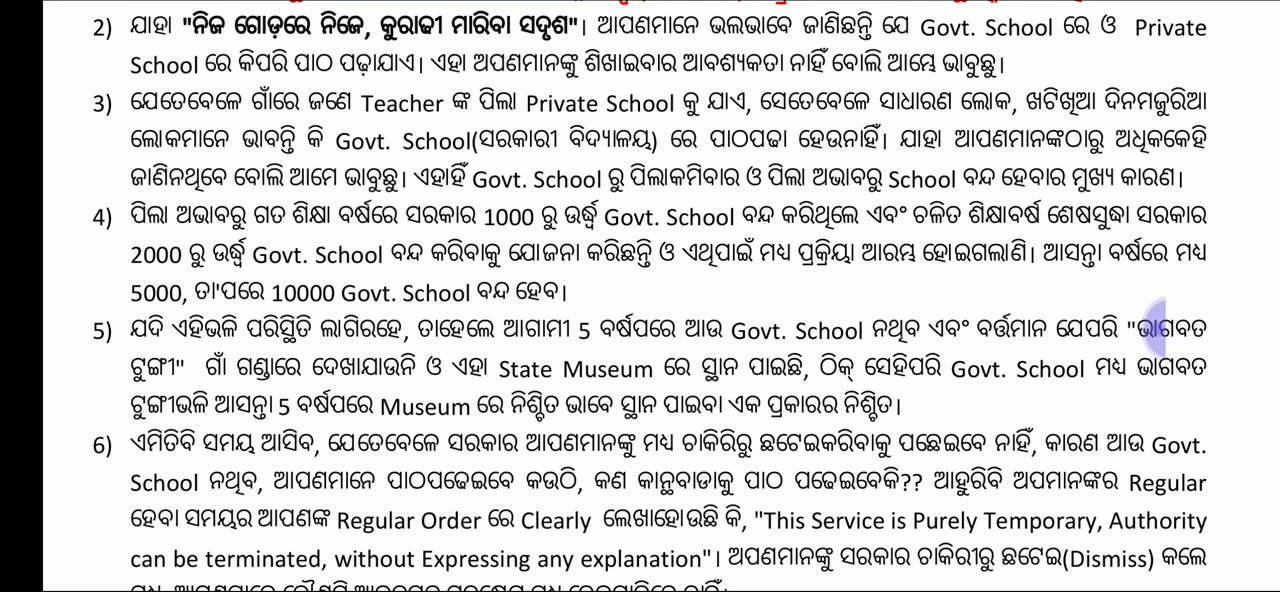 2) ଯାହା "ନିଜ ଗୋଡ଼ରେ ନିଜେ, କୁରାଢୀ ମାରିବା ସଦୃଶ"। ଆପଣମାନେ ଭଲଭାବେ ଜାଣିଛନ୍ତି ଯେ Govt. School ରେ ଓ Private
School ରେ କିପରି ପାଠ ପଢ଼ାଯାଏ। ଏହା ଅପଣମାନଙ୍କୁ ଶିଖାଇବାର ଆବଶ୍ୟକତା ନାହିଁ ବୋଲି ଆମ୍ଭେ ଭାବୁଛୁ।
3) ଯେତେବେଳେ ଗାଁରେ ଜଣେ Teacher ଙ୍କ ପିଲା Private School କୁ ଯାଏ, ସେତେବେଳେ ସାଧାରଣ ଲୋକ, ଖଟିଖିଆ ଦିନମଜୁରିଆ
ଲୋକମାନେ ଭାବନ୍ତି କି Govt. School(ସରକାରୀ ବିଦ୍ୟାଳୟ) ରେ ପାଠପଢା ହେଉନାହିଁ। ଯାହା ଆପଣମାନଙ୍କଠାରୁ ଅଧିକକେହି
ଜାଣିନଥିବେ ବୋଲି ଆମେ ଭାବୁଛୁ। ଏହାହିଁ Govt. School ରୁ ପିଲାକମିବାର ଓ ପିଲା ଅଭାବରୁ School ବନ୍ଦ ହେବାର ମୁଖ୍ୟ କାରଣ।
4) ପିଲା ଅଭାବରୁ ଗତ ଶିକ୍ଷା ବର୍ଷରେ ସରକାର 1000 ରୁ ଉର୍ଦ୍ଧ୍ବ Govt. School ବନ୍ଦ କରିଥିଲେ ଏବଂ ଚଳିତ ଶିକ୍ଷାବର୍ଷ ଶେଷସୁଦ୍ଧା ସରକାର
2000 ରୁ ଉର୍ଦ୍ଧ୍ବ Govt. School ବନ୍ଦ କରିବାକୁ ଯୋଜନା କରିଛନ୍ତି ଓ ଏଥିପାଇଁ ମଧ୍ୟ ପ୍ରକ୍ରିୟା ଆରମ୍ଭ ହୋଇଗଲାଣି। ଆସନ୍ତା ବର୍ଷରେ ମଧ୍ୟ
5000, ତା'ପରେ 10000 Govt. School ବନ୍ଦ ହେବ।
5) ଯଦି ଏହିଭଳି ପରିସ୍ଥିତି ଲାଗିରହେ, ତାହେଲେ ଆଗାମୀ 5 ବର୍ଷପରେ ଆଉ Govt. School ନଥିବ ଏବଂ ବର୍ତ୍ତମାନ ଯେପରି "ଭାଗବତ
ଟୁଙ୍ଗୀ" ଗାଁ ଗଣ୍ଡାରେ ଦେଖାଯାଉନି ଓ ଏହା State Museum ରେ ସ୍ଥାନ ପାଇଛି, ଠିକ୍ ସେହିପରି Govt. School ମଧ୍ୟ ଭାଗବତ
ଟୁଙ୍ଗୀଭଳି ଆସନ୍ତା 5 ବର୍ଷପରେ Museum ରେ ନିଶ୍ଚିତ ଭାବେ ସ୍ଥାନ ପାଇବା ଏକ ପ୍ରକାରର ନିଶ୍ଚିତ।
6) ଏମିତିବି ସମୟ ଆସିବ, ଯେତେବେଳେ ସରକାର ଆପଣମାନଙ୍କୁ ମଧ୍ୟ ଚାକିରିରୁ ଛଟେଇକରିବାକୁ ପଛେଇବେ ନାହିଁ, କାରଣ ଆଉ Govt.
School ନଥିବ, ଆପଣମାନେ ପାଠପଢେଇବେ କଉଠି, କଣ କାନ୍ଥବାଡାକୁ ପାଠ ପଢେଇବେକି?? ଆହୁରିବି ଅପମାନଙ୍କର Regular
ହେବା ସମୟର ଆପଣଙ୍କ Regular Order ରେ Clearly ଲେଖାହୋଉଛି କି, "This Service is Purely Temporary, Authority
can be terminated, without Expressing any explanation"। ଅପଣମାନଙ୍କୁ ସରକାର ଚାକିରୀରୁ ଛଟେଇ(Dismiss) କଲେ